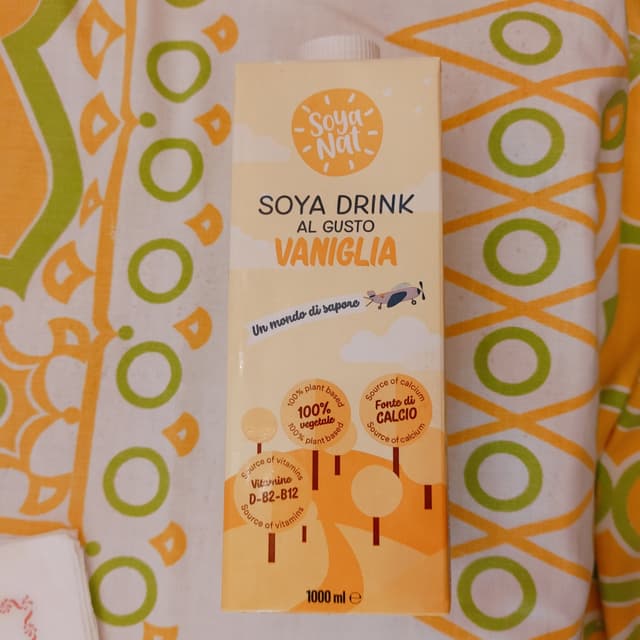 Soya
Nat
SOYA DRINK
AL GUSTO
VANIGLIA
Un mondo di sapore
100% plant based
100%
vegetale
100% plant based
Source of calcium
Fonte di
CALCIO
Source of calcium
Source of vitamins
Vitamine
D-B2-B12
Source of vitamins
1000 ml ℮